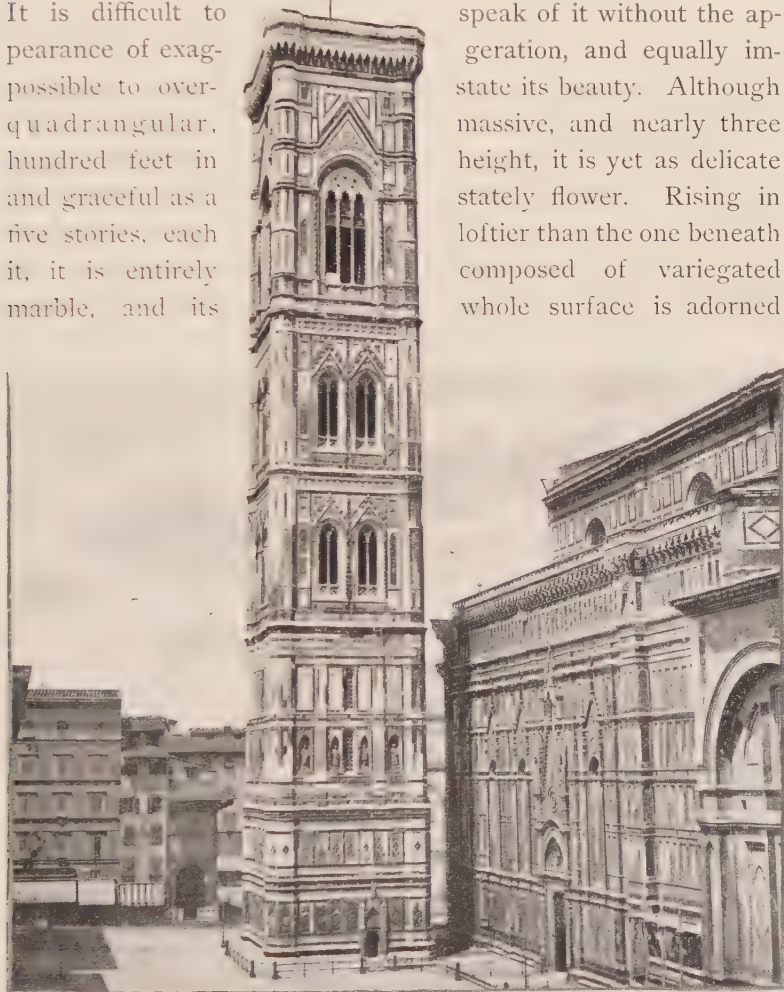 It is difficult to speak of it without the ap-
pearance of exag- geration, and equally im-
possible to over- state its beauty. Although
quadrangular, massive, and nearly three
hundred feet in height, it is yet as delicate
and graceful as a stately flower. Rising in
five stories, each loftier than the one beneath
it, it is entirely composed of variegated
marble, and its whole surface is adorned